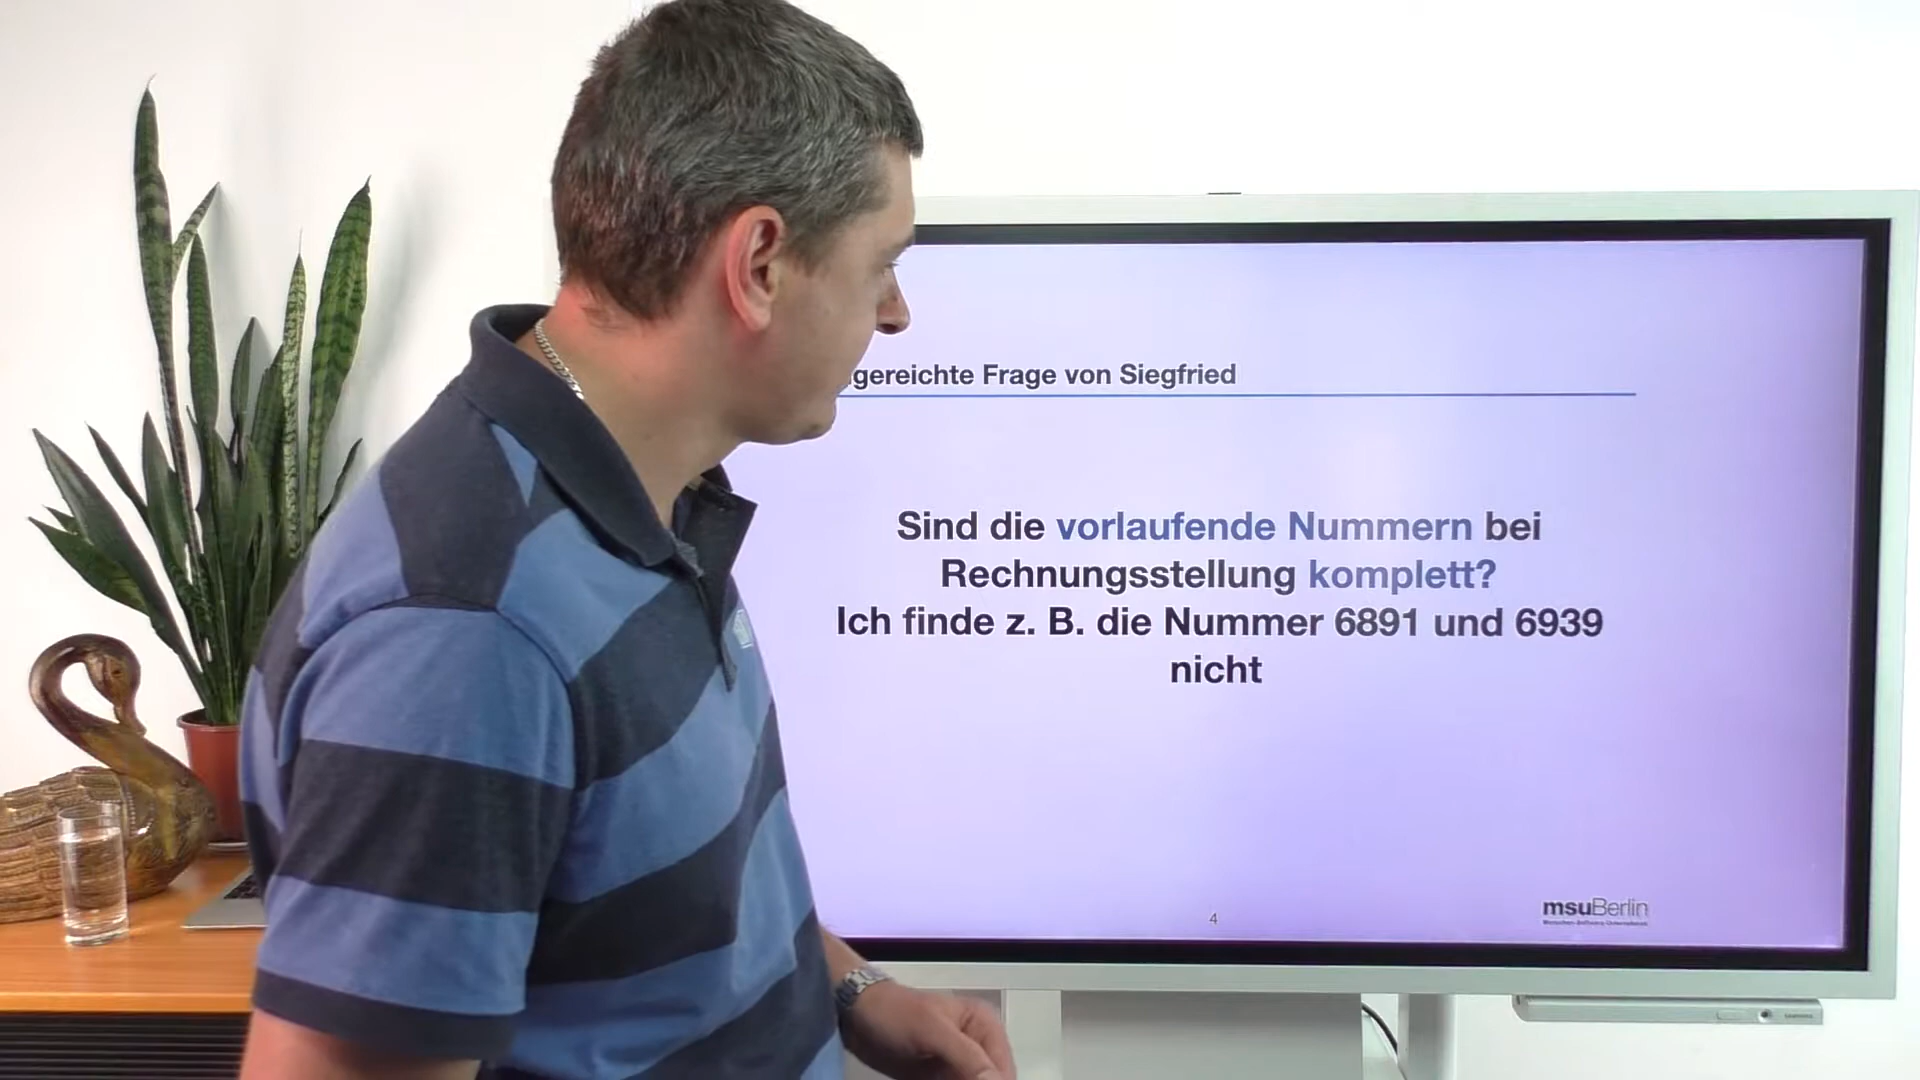 gereichte Frage von Siegfried
Sind die vorlaufende Nummern bei
Rechnungsstellung komplett?
Ich finde z. B. die Nummer 6891 und 6939
nicht
4
msuBerlin